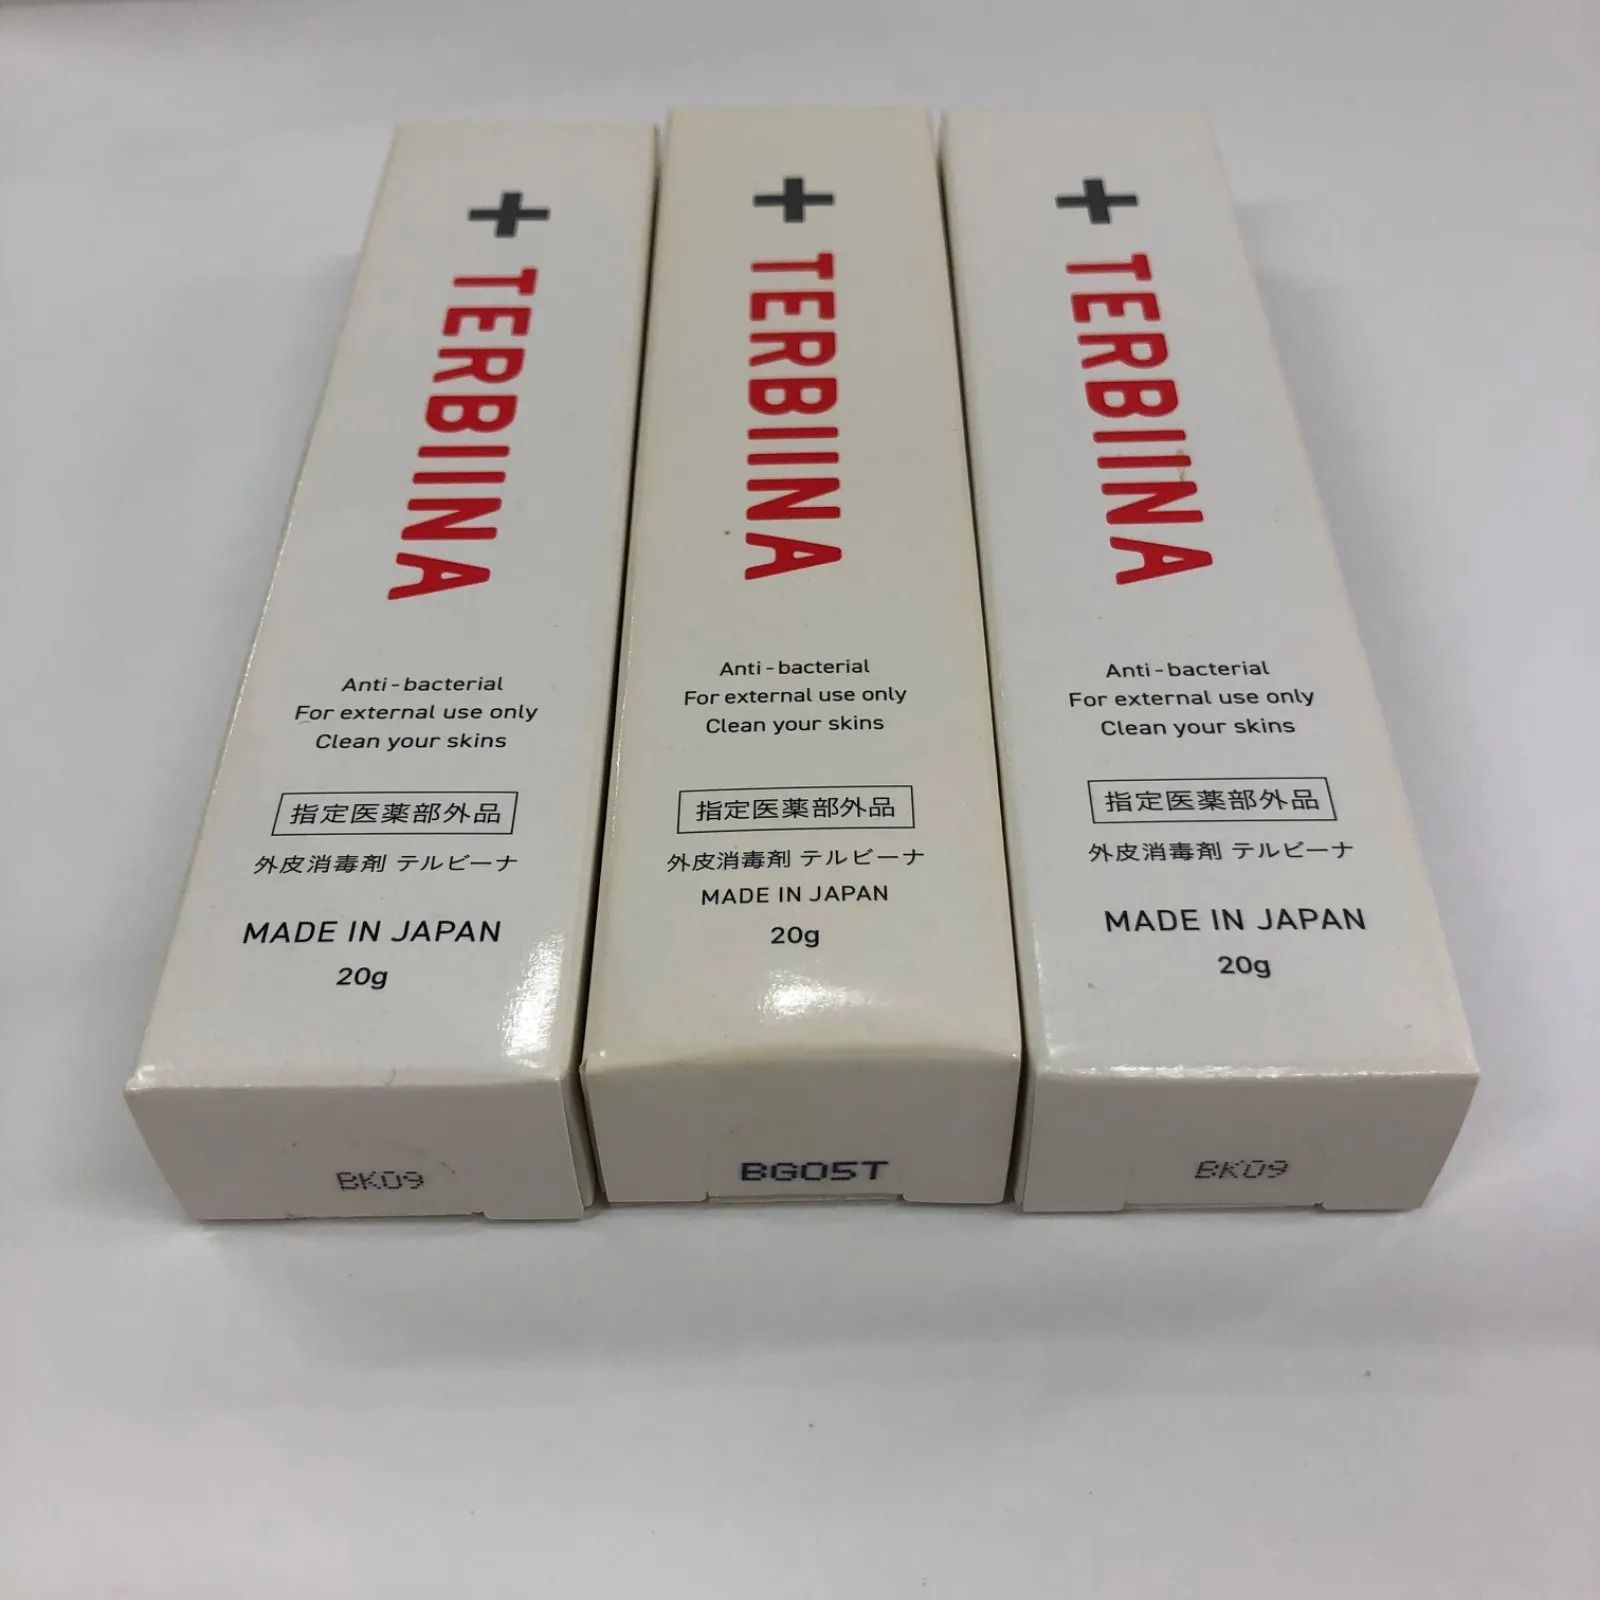 + TERBIINA
Anti-bacterial
For external use only
Clean your skins
指定医薬部外品
外皮消毒剤 テルビーナ
MADE IN JAPAN
20g
BK09
+ TERBIINA
Anti-bacterial
For external use only
Clean your skins
指定医薬部外品
外皮消毒剤 テルビーナ
MADE IN JAPAN
20g
BG05T
+ TERBIINA
Anti-bacterial
For external use only
Clean your skins
指定医薬部外品
外皮消毒剤 テルビーナ
MADE IN JAPAN
20g
BK09